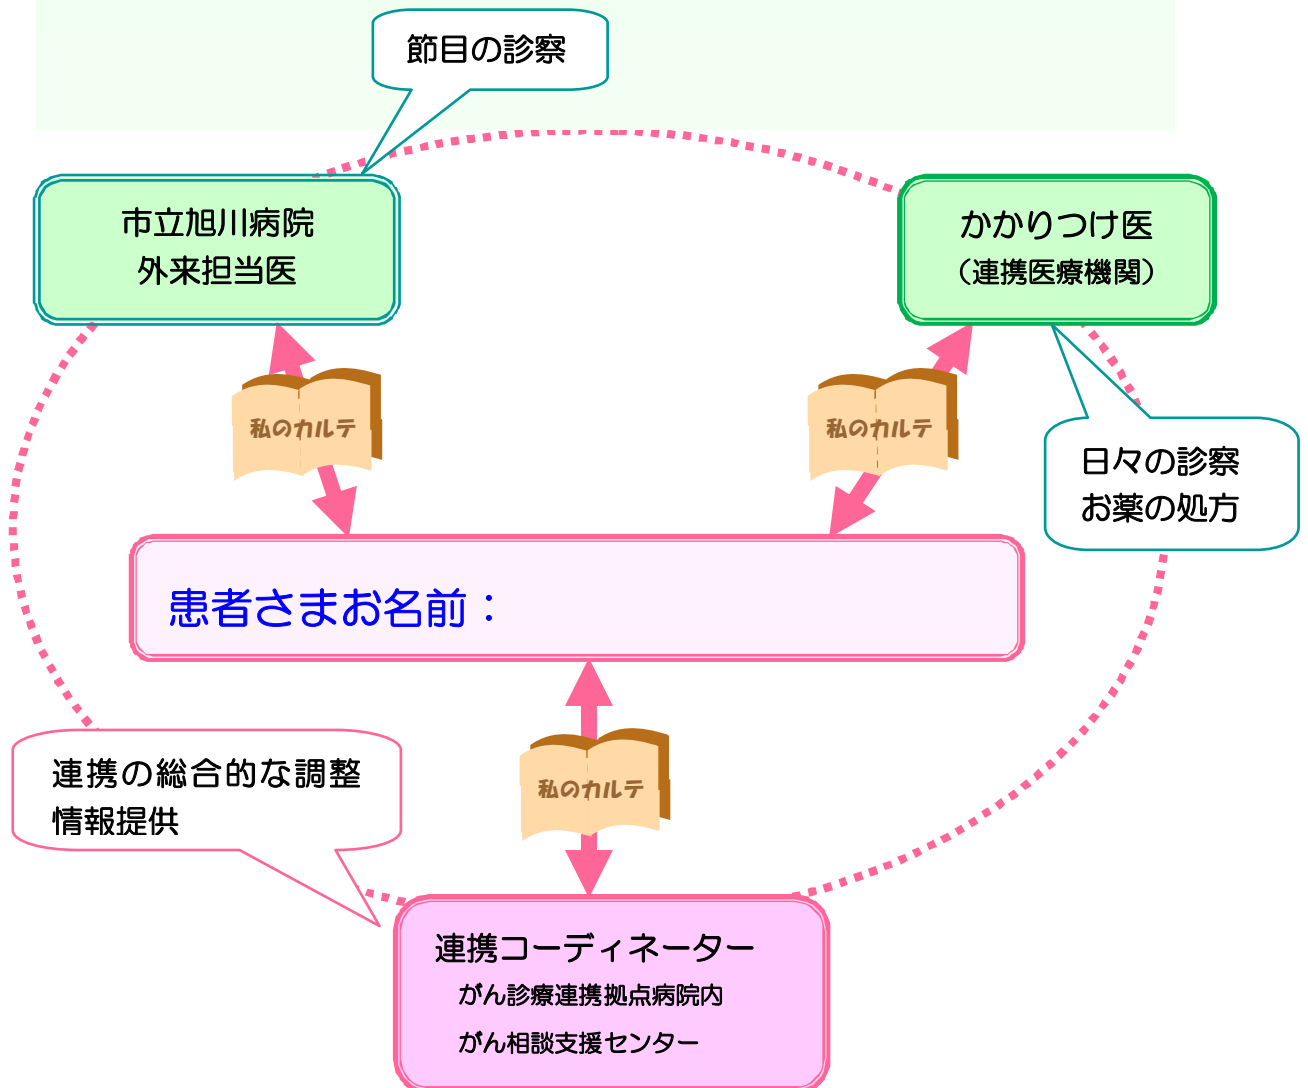 節目の診察
市立旭川病院
外来担当医
かかりつけ医
（連携医療機関）
私のカルテ
私のカルテ
日々の診察
お薬の処方
患者さまお名前：
連携の総合的な調整
情報提供
私のカルテ
連携コーディネーター
がん診療連携拠点病院内
がん相談支援センター